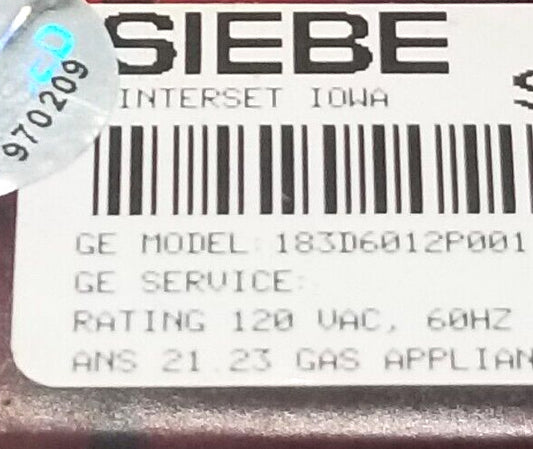 SIEBE
INTERSET IOWA
970209
GE MODEL: 183D6012P001
GE SERVICE:
RATING 120 VAC, 60HZ
ANS 21.23 GAS APPLIAN